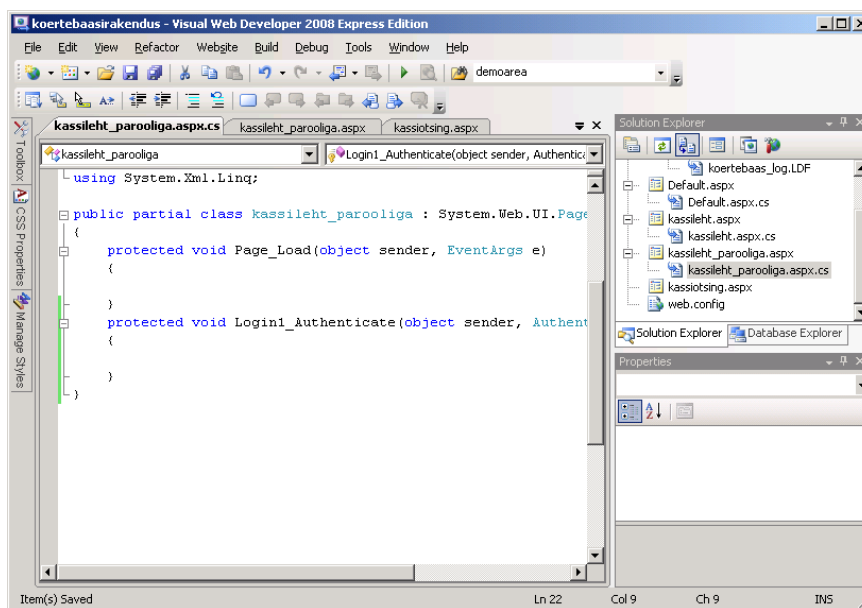 koertebaasirakendus - Visual Web Developer 2008 Express Edition
File Edit View Refactor Website Build Debug Tools Window Help
demoarea
kassileht_parooliga.aspx.cs kassileht_parooliga.aspx kassiotsing.aspx
kassileht_parooliga Login1_Authenticate(object sender, Authentic
Toolbox
CSS Properties
Manage Styles
using System.Xml.Linq;
public partial class kassileht_parooliga : System.Web.UI.Page
{
protected void Page_Load(object sender, EventArgs e)
{
}
protected void Login1_Authenticate(object sender, Authent
{
}
}
Solution Explorer
koertebaas_log.LDF
Default.aspx
Default.aspx.cs
kassileht.aspx
kassileht.aspx.cs
kassileht_parooliga.aspx
kassileht_parooliga.aspx.cs
kassiotsing.aspx
web.config
Solution Explorer Database Explorer
Properties
Item(s) Saved Ln 22 Col 9 Ch 9 INS